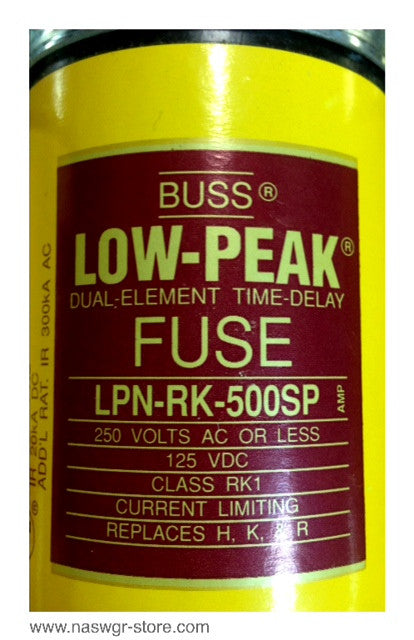 BUSS®
LOW-PEAK®
DUAL-ELEMENT TIME-DELAY
FUSE
LPN-RK-500SP AMP
250 VOLTS AC OR LESS
125 VDC
CLASS RK1
CURRENT LIMITING
REPLACES H, K, & R
® IR 20kA DC
ADD'L RAT. IR 300kA AC
www.naswgr-store.com